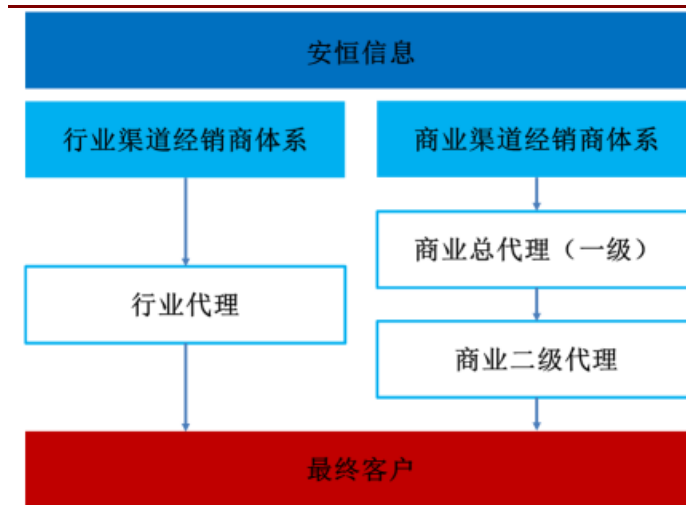 安恒信息
行业渠道经销商体系
商业渠道经销商体系
商业总代理（一级）
行业代理
商业二级代理
最终客户